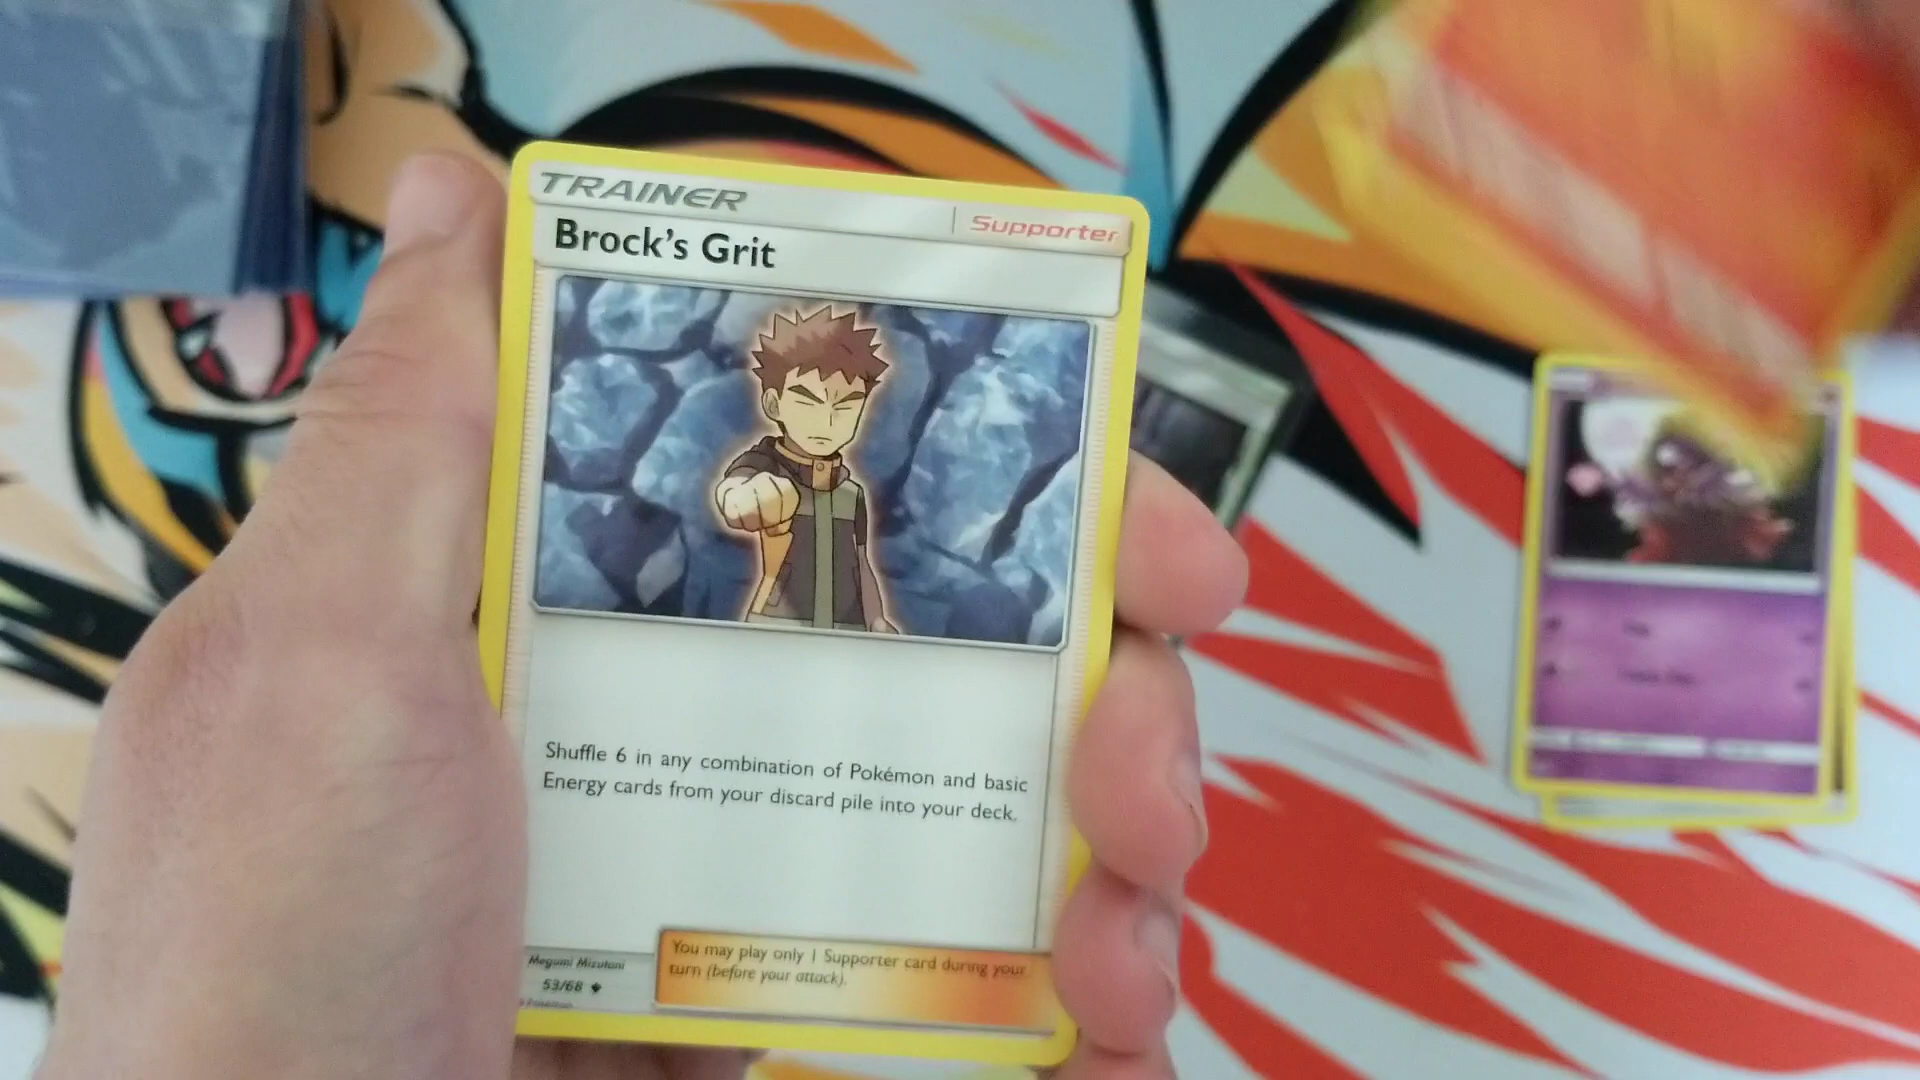 TRAINER
Supporter
Brock's Grit
Shuffle 6 in any combination of Pokémon and basic
Energy cards from your discard pile into your deck.
You may play only 1 Supporter card during your
turn (before your attack).
Megumi Mizutani
53/68
Pokémon